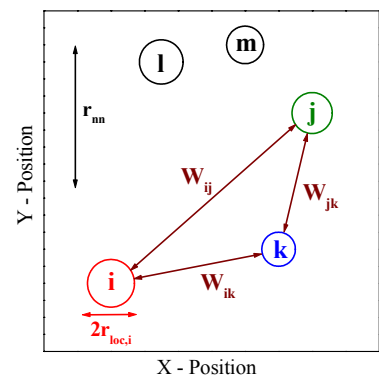 m
l
r_nn
j
W_ij
W_jk
k
i
W_ik
2r_loc,i
Y - Position
X - Position